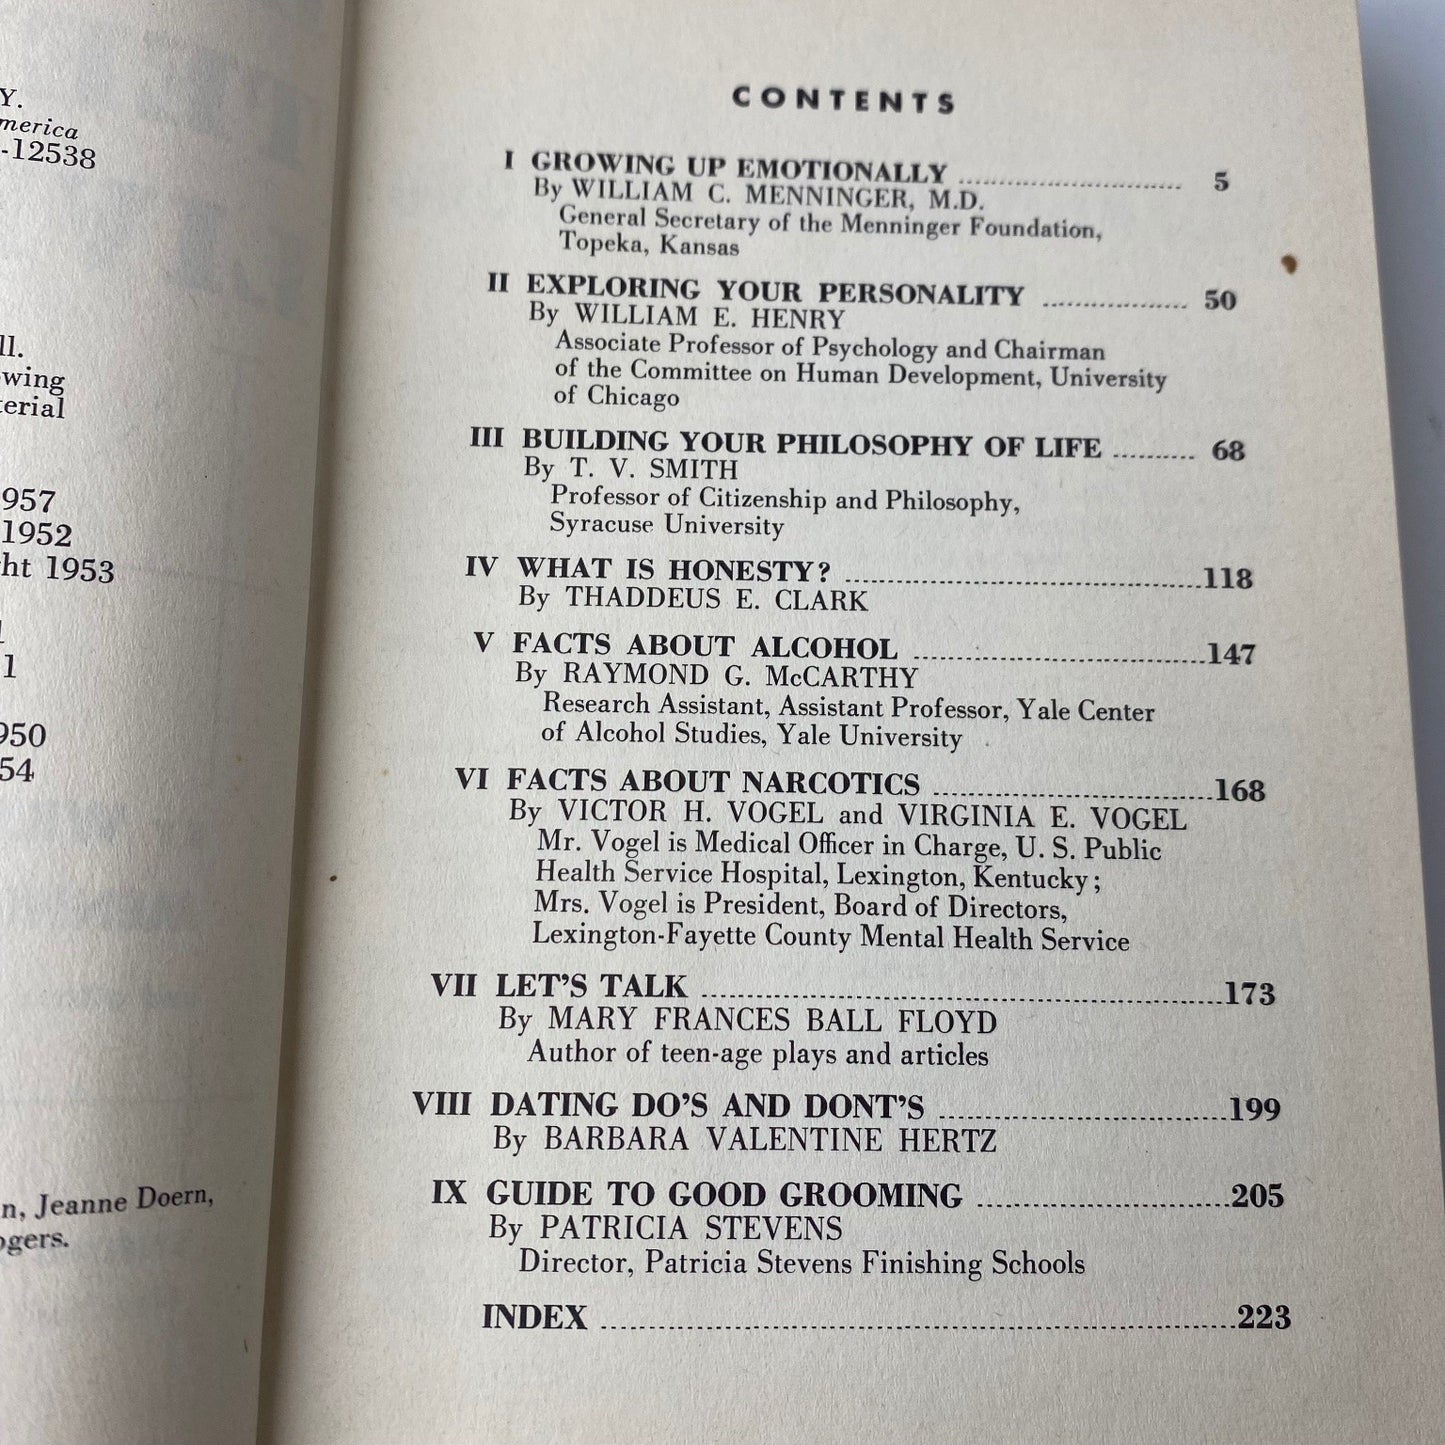 Y.
merica
-12538
ll.
owing
terial
957
1952
ht 1953
1
1
950
54
n, Jeanne Doern,
ogers.
CONTENTS
I GROWING UP EMOTIONALLY 5
By WILLIAM C. MENNINGER, M.D.
General Secretary of the Menninger Foundation,
Topeka, Kansas
II EXPLORING YOUR PERSONALITY 50
By WILLIAM E. HENRY
Associate Professor of Psychology and Chairman
of the Committee on Human Development, University
of Chicago
III BUILDING YOUR PHILOSOPHY OF LIFE 68
By T. V. SMITH
Professor of Citizenship and Philosophy,
Syracuse University
IV WHAT IS HONESTY? 118
By THADDEUS E. CLARK
V FACTS ABOUT ALCOHOL 147
By RAYMOND G. McCARTHY
Research Assistant, Assistant Professor, Yale Center
of Alcohol Studies, Yale University
VI FACTS ABOUT NARCOTICS 168
By VICTOR H. VOGEL and VIRGINIA E. VOGEL
Mr. Vogel is Medical Officer in Charge, U. S. Public
Health Service Hospital, Lexington, Kentucky;
Mrs. Vogel is President, Board of Directors,
Lexington-Fayette County Mental Health Service
VII LET'S TALK 173
By MARY FRANCES BALL FLOYD
Author of teen-age plays and articles
VIII DATING DO'S AND DONT'S 199
By BARBARA VALENTINE HERTZ
IX GUIDE TO GOOD GROOMING 205
By PATRICIA STEVENS
Director, Patricia Stevens Finishing Schools
INDEX 223